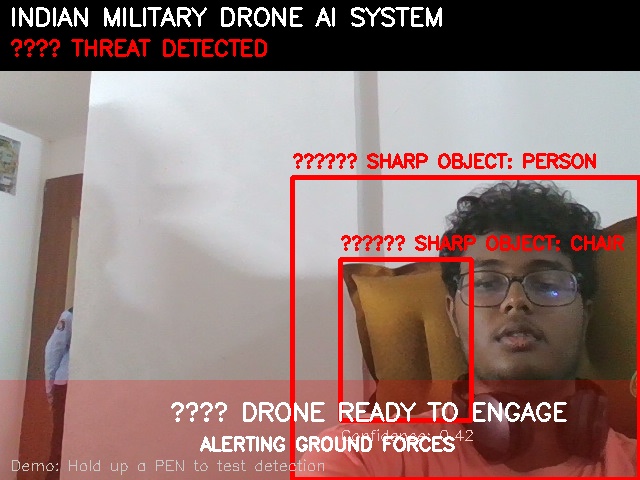 INDIAN MILITARY DRONE AI SYSTEM
???? THREAT DETECTED
?????? SHARP OBJECT: PERSON
?????? SHARP OBJECT: CHAIR
???? DRONE READY TO ENGAGE
Confidence: 0.42
ALERTING GROUND FORCES
Demo: Hold up a PEN to test detection